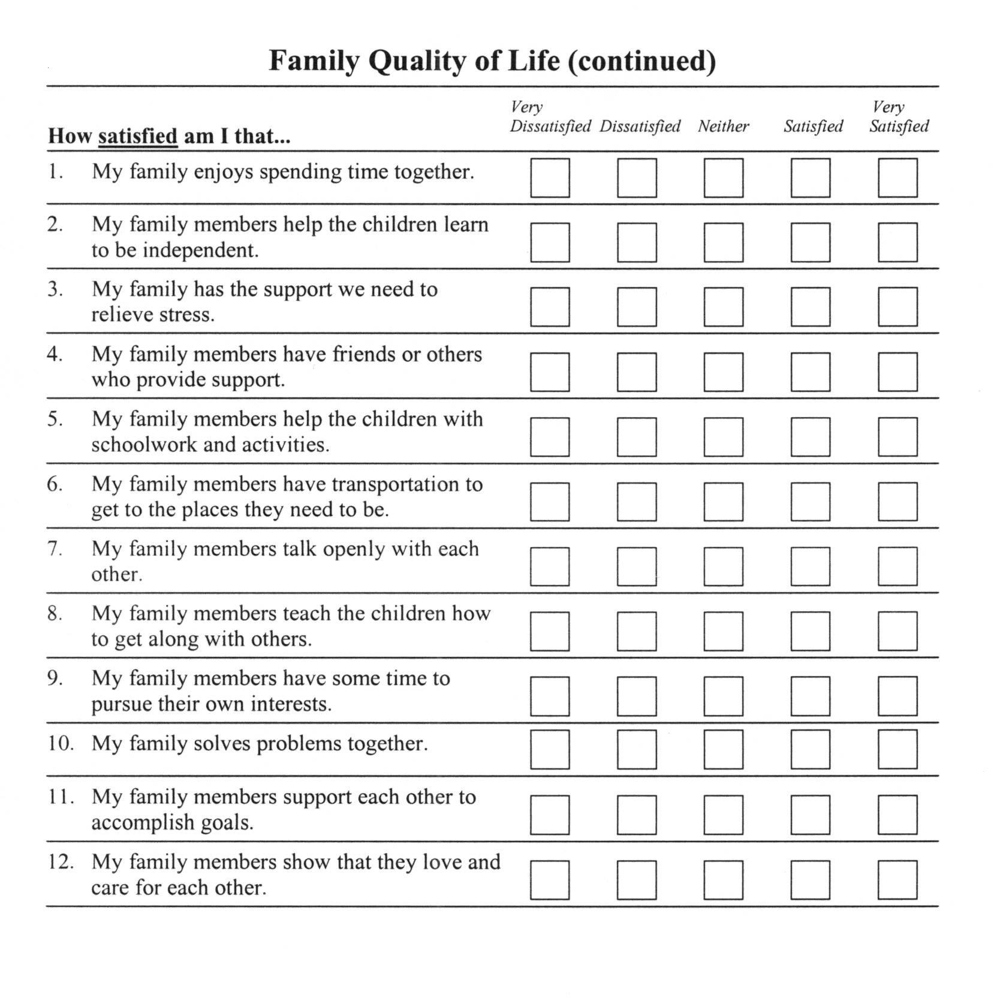 Family Quality of Life (continued)
Very Very
How satisfied am I that... Dissatisfied Dissatisfied Neither Satisfied Satisfied
1. My family enjoys spending time together.
2. My family members help the children learn
to be independent.
3. My family has the support we need to
relieve stress.
4. My family members have friends or others
who provide support.
5. My family members help the children with
schoolwork and activities.
6. My family members have transportation to
get to the places they need to be.
7. My family members talk openly with each
other.
8. My family members teach the children how
to get along with others.
9. My family members have some time to
pursue their own interests.
10. My family solves problems together.
11. My family members support each other to
accomplish goals.
12. My family members show that they love and
care for each other.